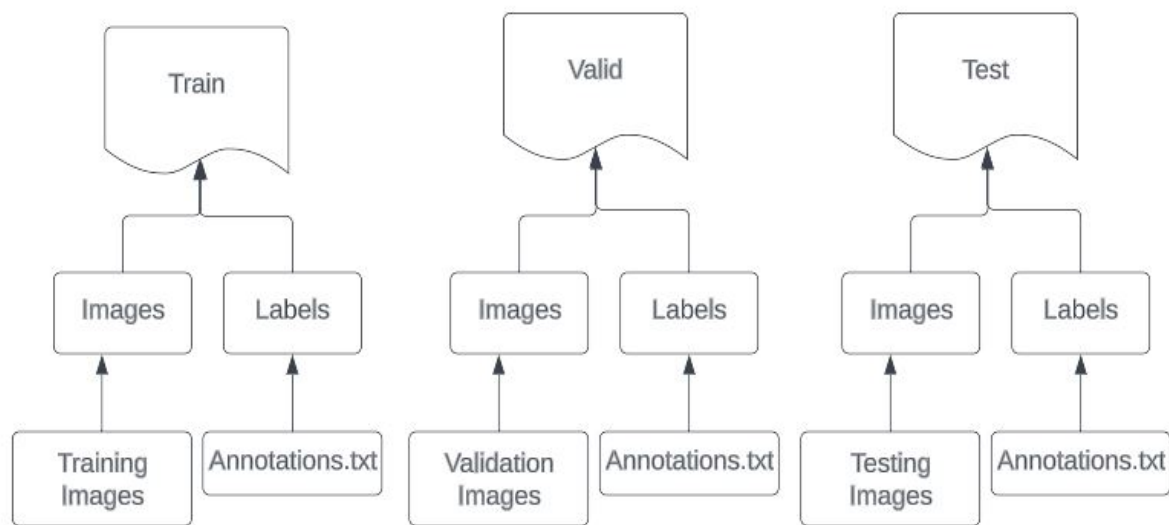 Train
Valid
Test
Images
Labels
Images
Labels
Images
Labels
Training
Images
Annotations.txt
Validation
Images
Annotations.txt
Testing
Images
Annotations.txt